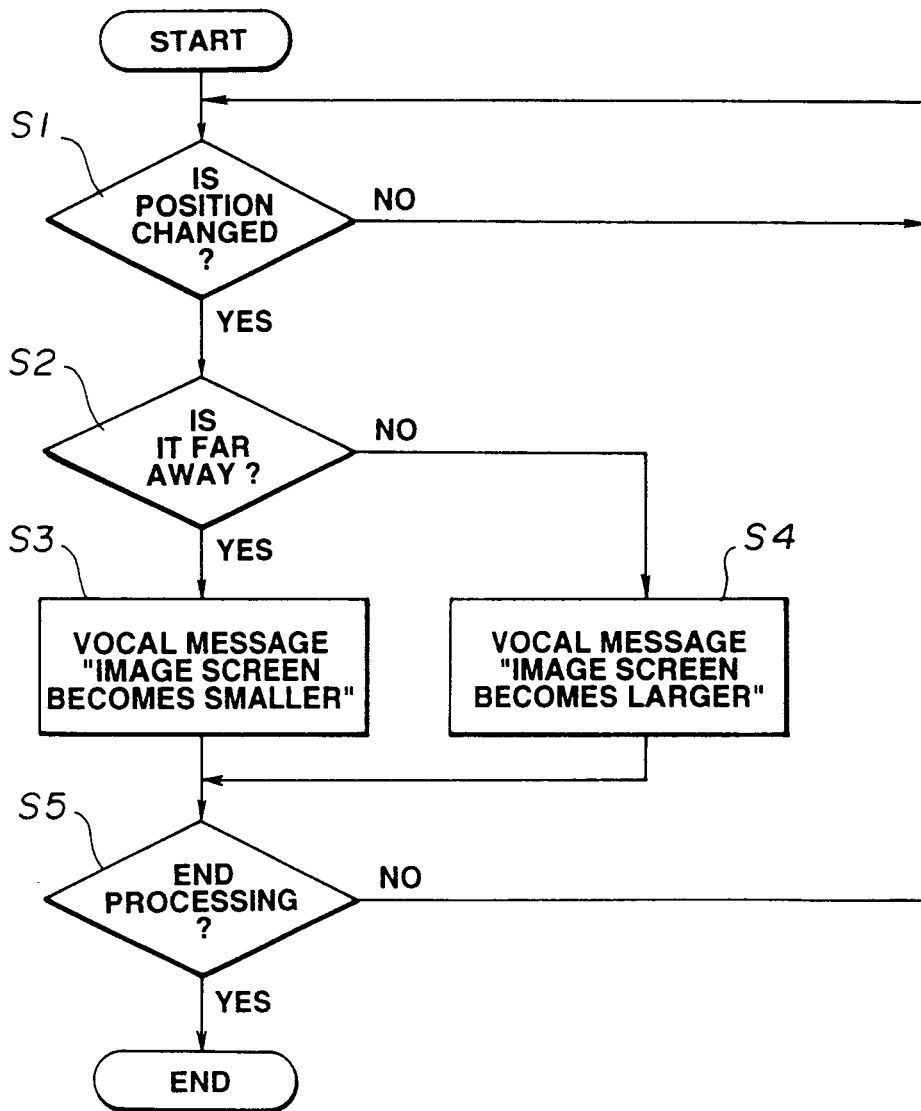 START
S1
IS
POSITION
CHANGED
?
NO
YES
S2
IS
IT FAR
AWAY ?
NO
YES
S3
VOCAL MESSAGE
"IMAGE SCREEN
BECOMES SMALLER"
S4
VOCAL MESSAGE
"IMAGE SCREEN
BECOMES LARGER"
S5
END
PROCESSING
?
NO
YES
END